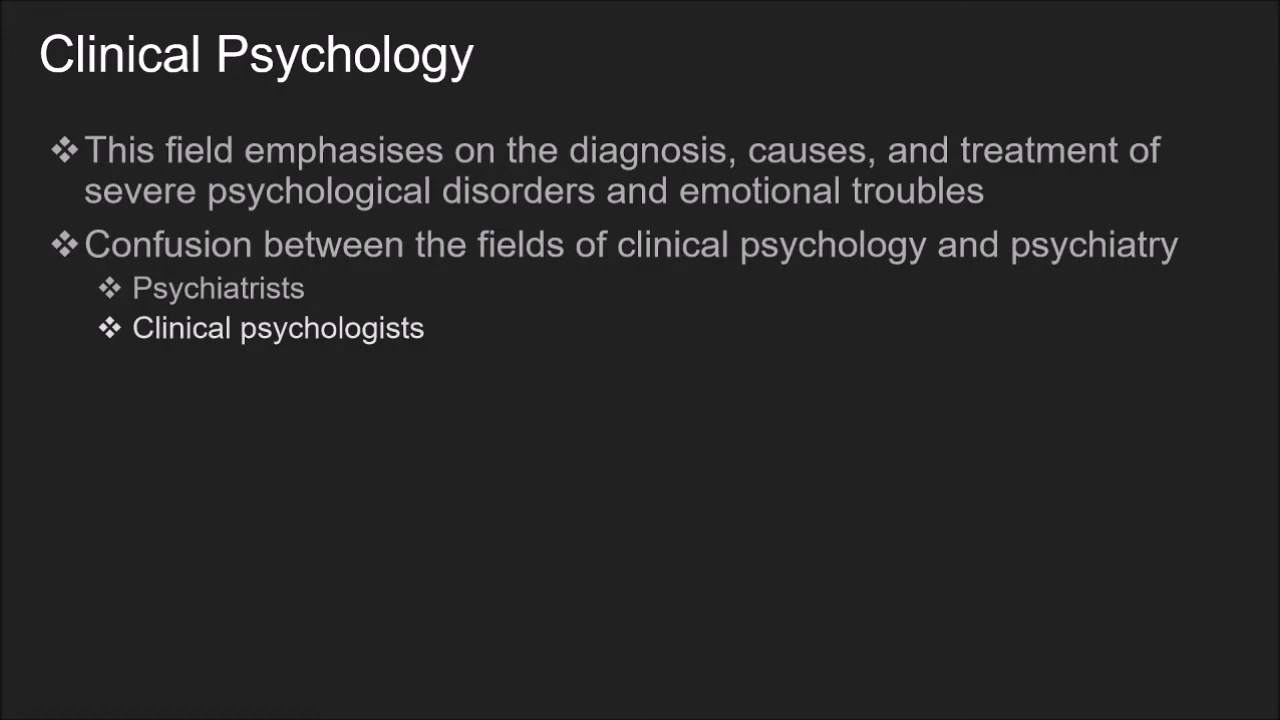 Clinical Psychology
❖ This field emphasises on the diagnosis, causes, and treatment of
severe psychological disorders and emotional troubles
❖ Confusion between the fields of clinical psychology and psychiatry
❖ Psychiatrists
❖ Clinical psychologists